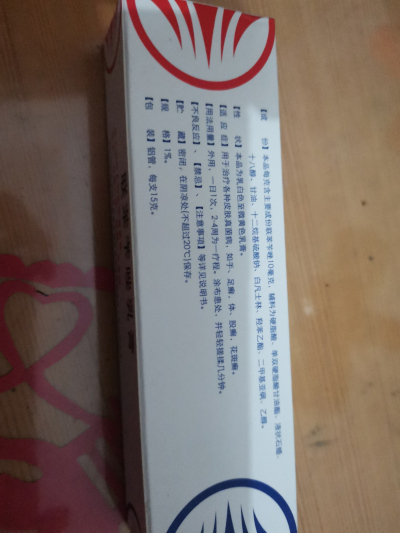 【成 份】本品每克含主要成份联苯苄唑10毫克，辅料为硬脂酸、单双硬脂酸甘油酯、液状石蜡、
十八醇、甘油、十二烷基硫酸钠、白凡士林、羟苯乙酯、二甲基亚砜、乙醇。
【性 状】本品为乳白色至微黄色乳膏。
【适 应 症】用于治疗各种皮肤真菌病，如手、足癣，体、股癣，花斑癣。
【用法用量】外用，一日1次，2-4周为一疗程。涂布患处，并轻轻揉搓几分钟。
【不良反应】、【禁忌】、【注意事项】等详见说明书。
【贮 藏】密闭，在阴凉处(不超过20℃)保存。
【规 格】1%。
【包 装】铝管，每支15克。